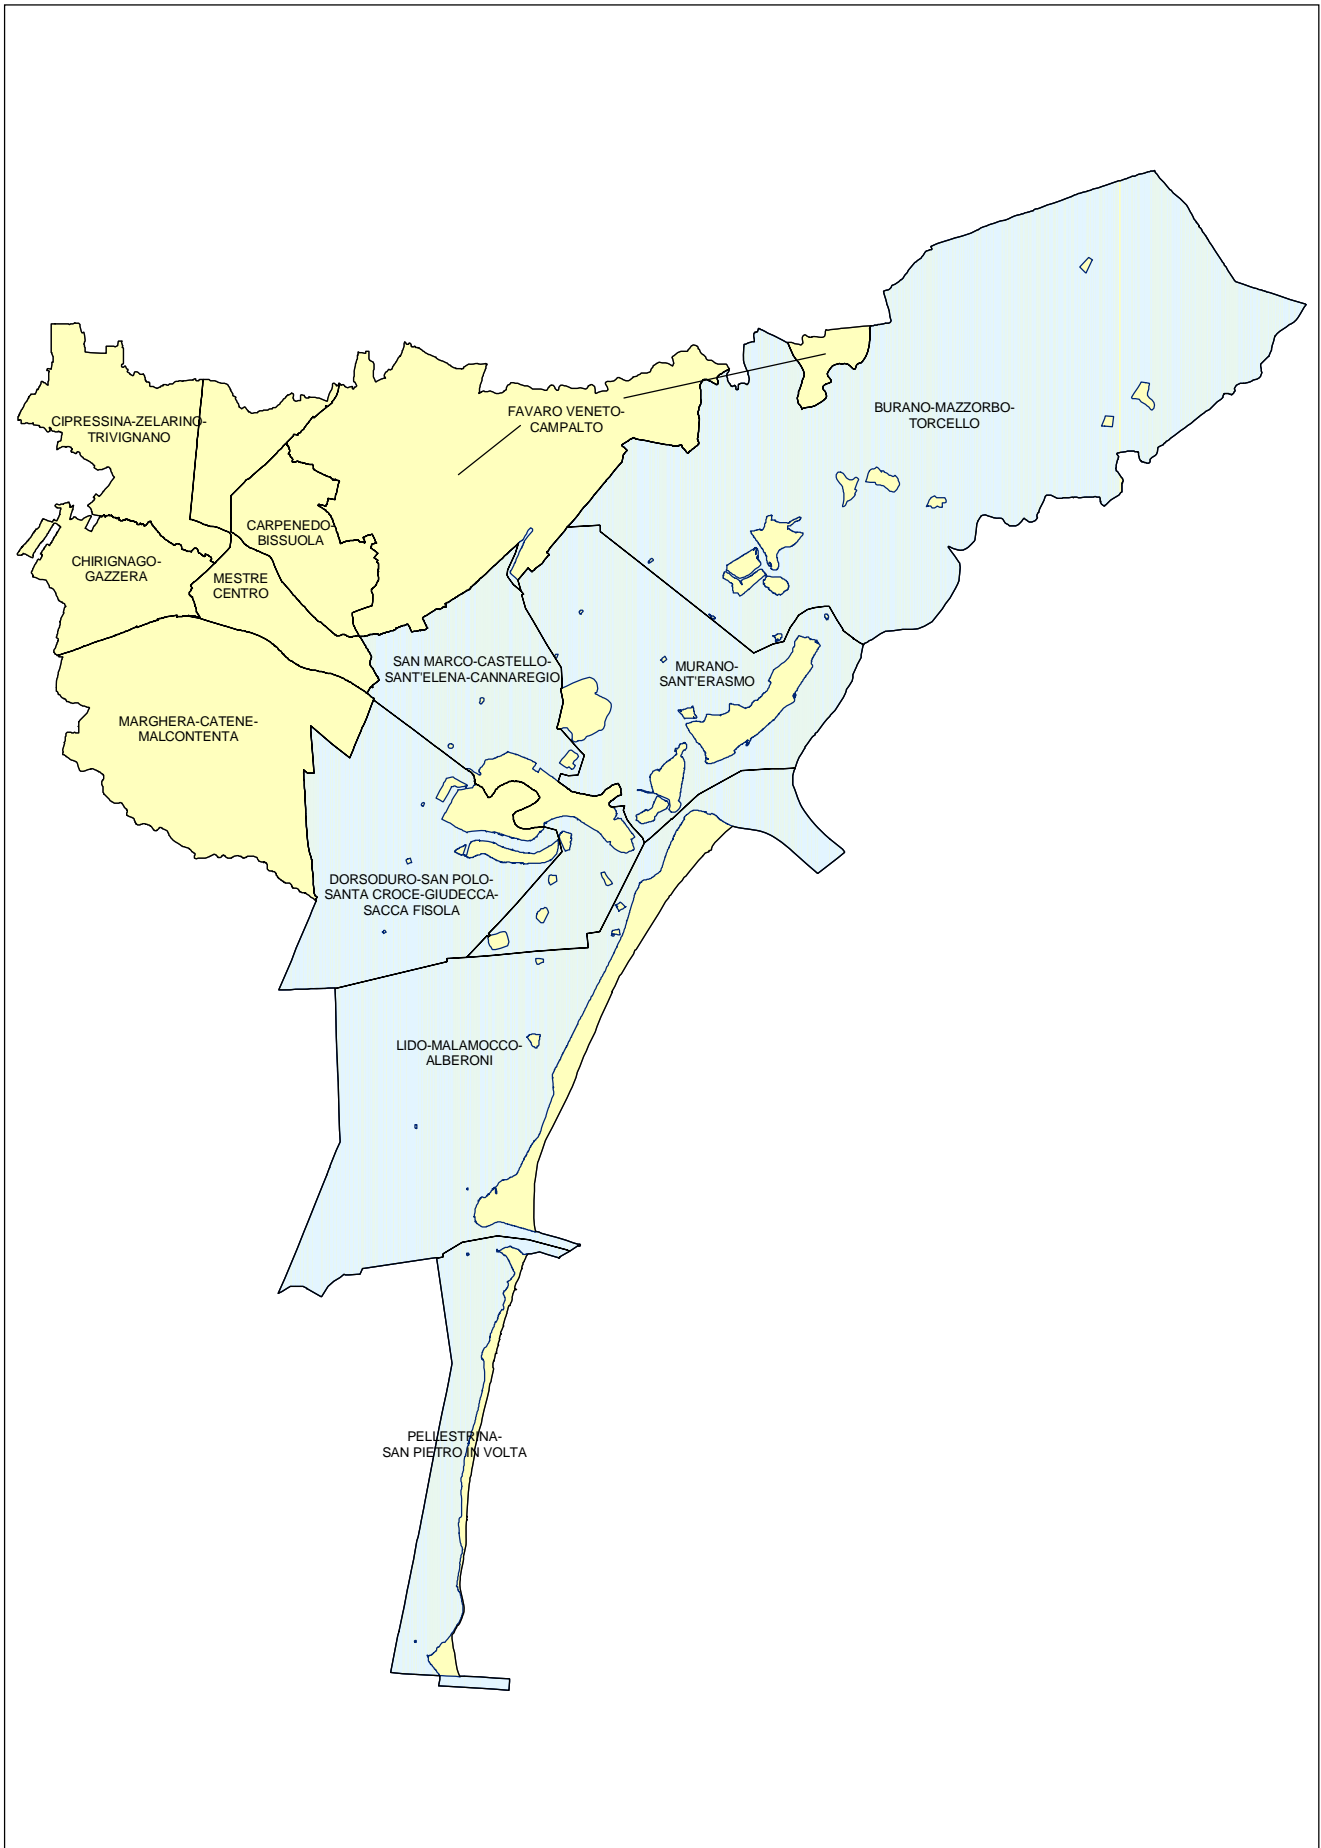 FAVARO VENETO-
CAMPALTO
BURANO-MAZZORBO-
TORCELLO
CIPRESSINA-ZELARINO-
TRIVIGNANO
CARPENEDO-
BISSUOLA
CHIRIGNAGO-
GAZZERA
MESTRE
CENTRO
SAN MARCO-CASTELLO-
SANT'ELENA-CANNAREGIO
MURANO-
SANT'ERASMO
MARGHERA-CATENE-
MALCONTENTA
DORSODURO-SAN POLO-
SANTA CROCE-GIUDECCA-
SACCA FISOLA
LIDO-MALAMOCCO-
ALBERONI
PELLESTRINA-
SAN PIETRO IN VOLTA